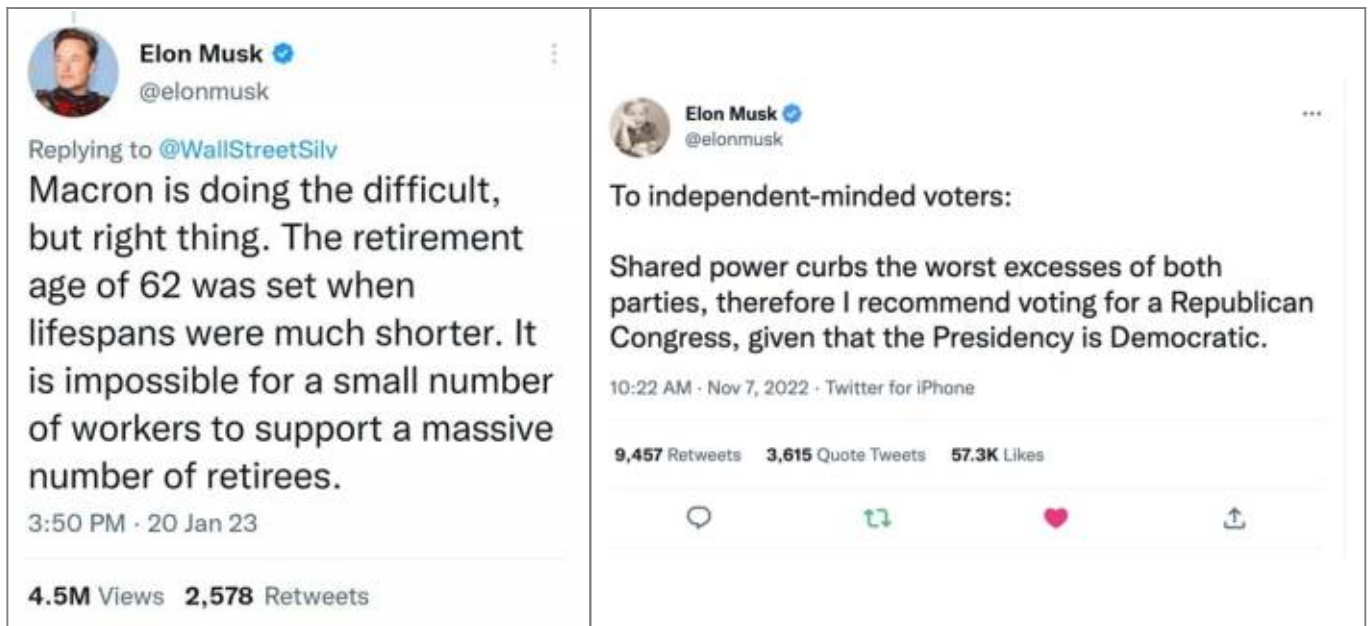 Elon Musk
@elonmusk
Replying to @WallStreetSilv
Macron is doing the difficult,
but right thing. The retirement
age of 62 was set when
lifespans were much shorter. It
is impossible for a small number
of workers to support a massive
number of retirees.
3:50 PM · 20 Jan 23
4.5M Views 2,578 Retweets
Elon Musk
@elonmusk
To independent-minded voters:
Shared power curbs the worst excesses of both
parties, therefore I recommend voting for a Republican
Congress, given that the Presidency is Democratic.
10:22 AM · Nov 7, 2022 · Twitter for iPhone
9,457 Retweets 3,615 Quote Tweets 57.3K Likes